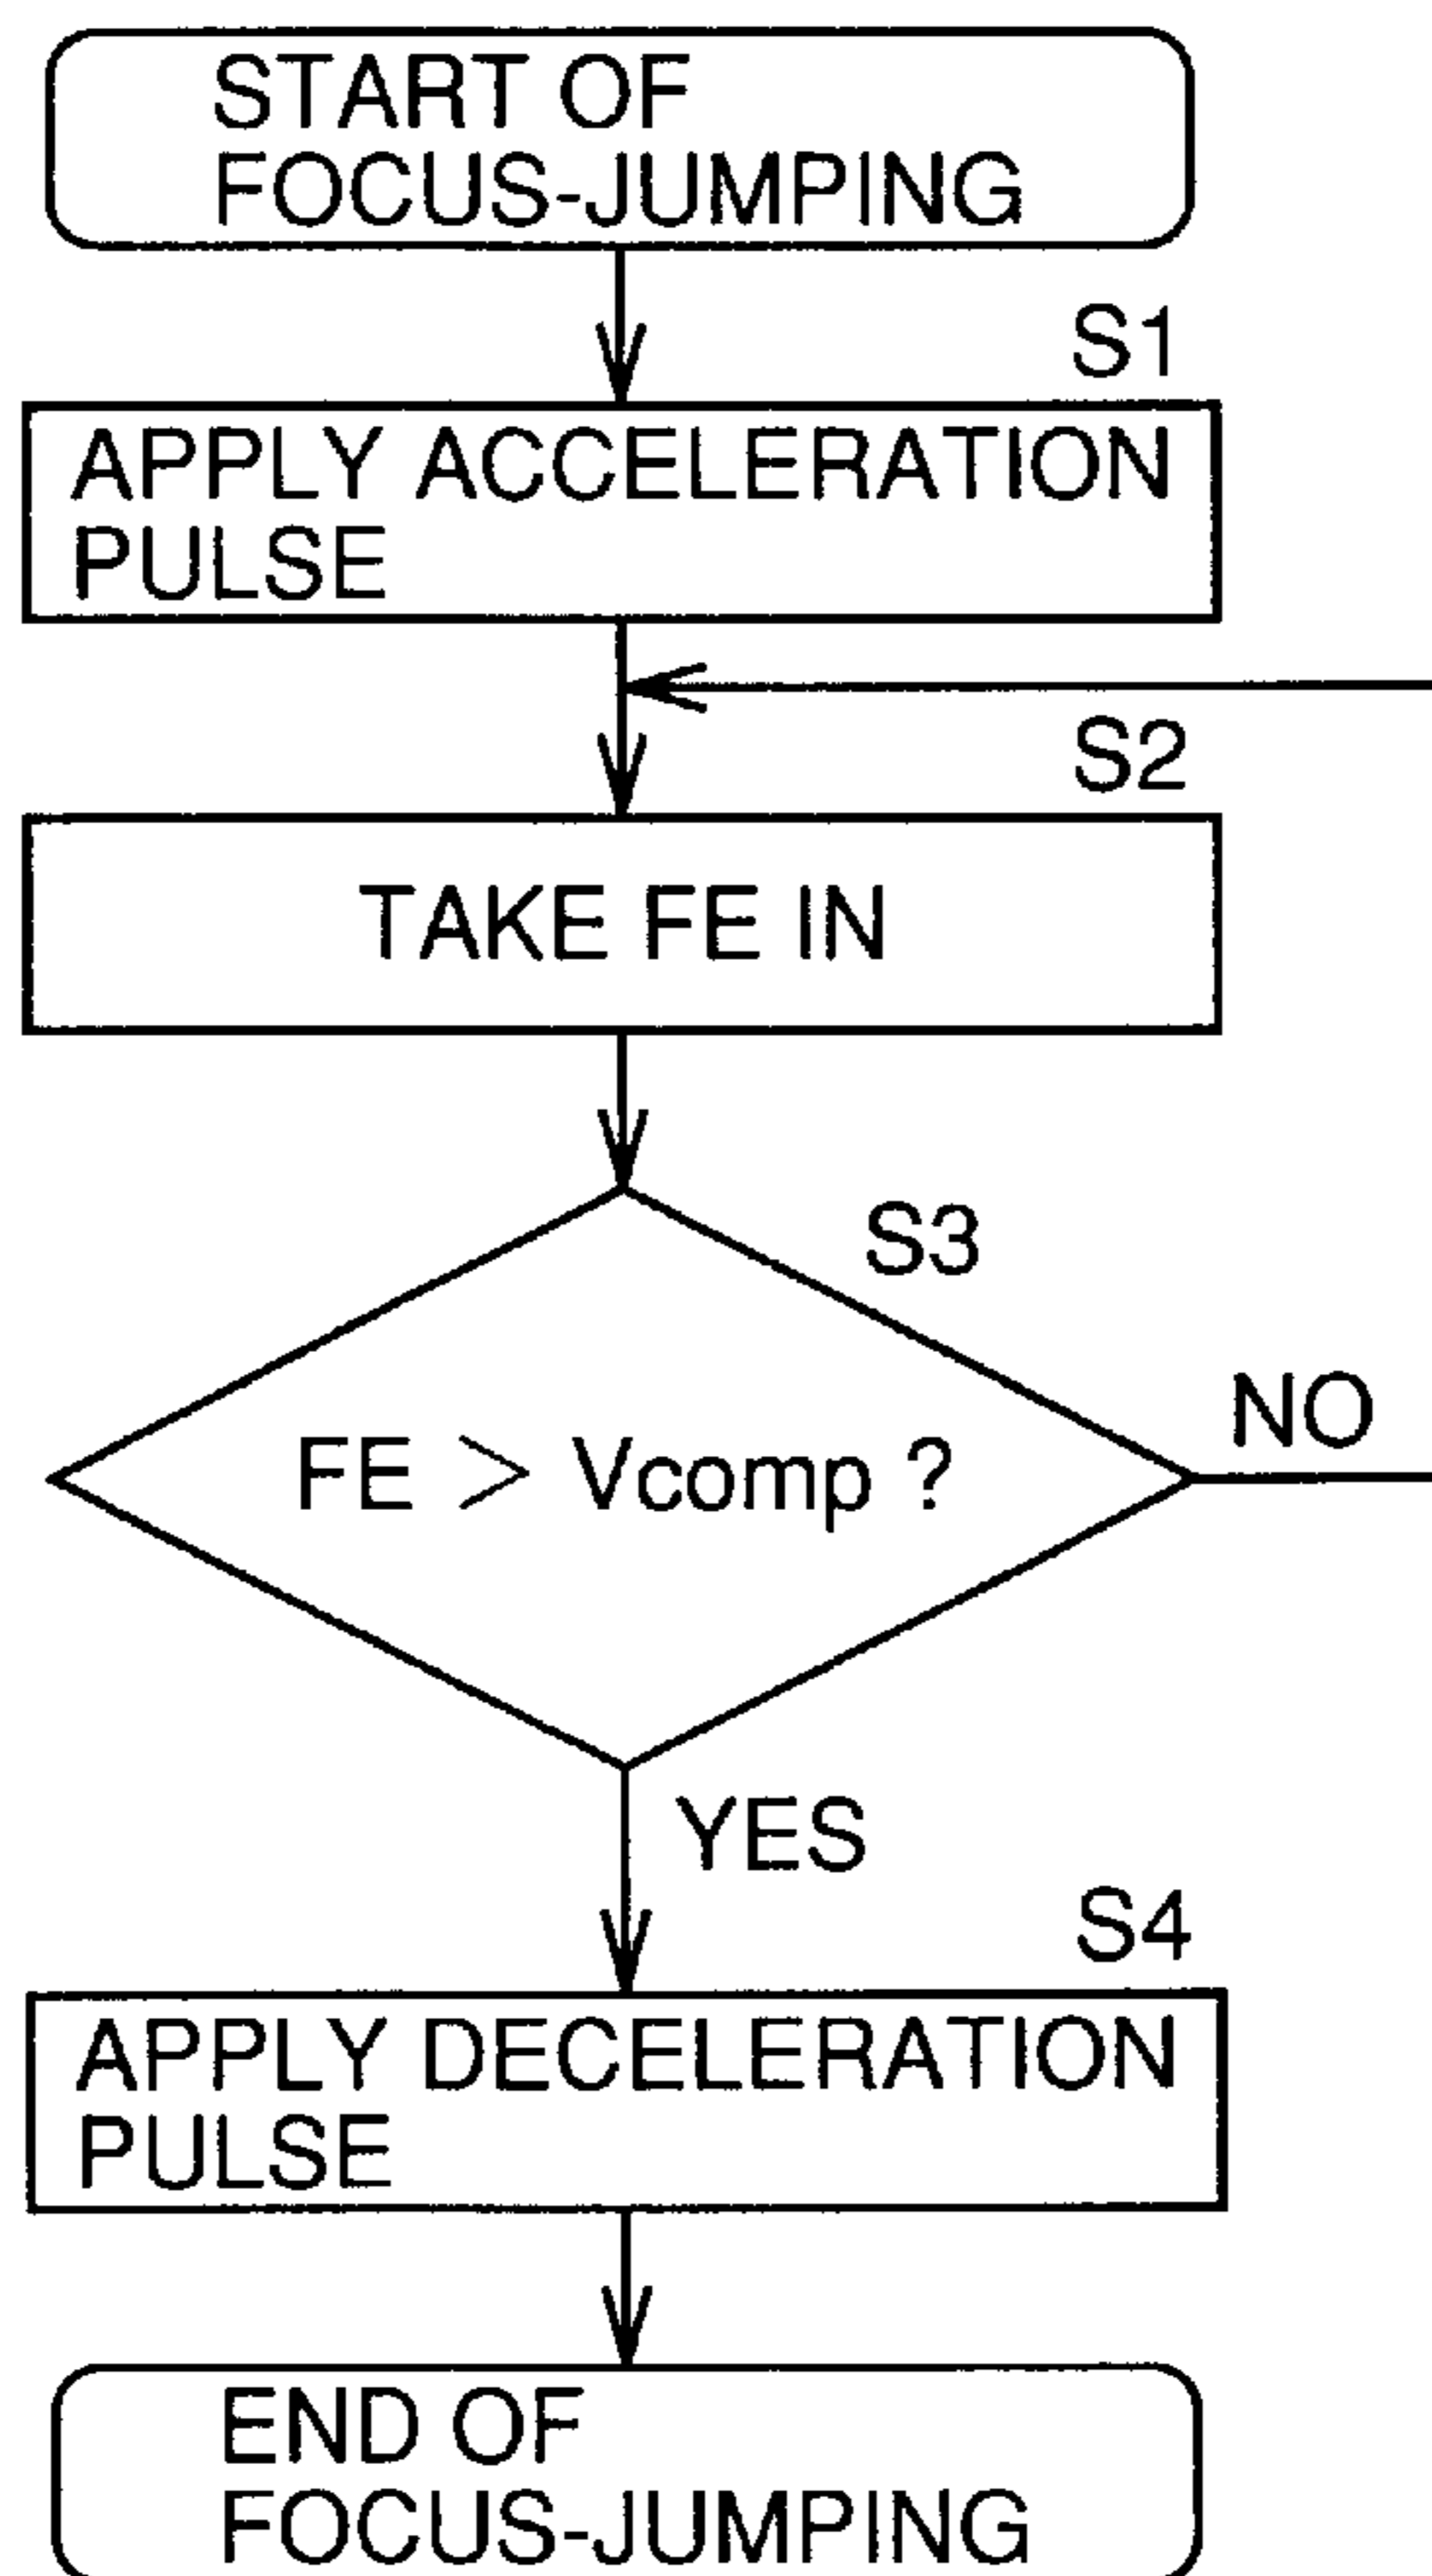 START OF
FOCUS-JUMPING
S1
APPLY ACCELERATION
PULSE
S2
TAKE FE IN
S3
FE > Vcomp ?
NO
YES
S4
APPLY DECELERATION
PULSE
END OF
FOCUS-JUMPING